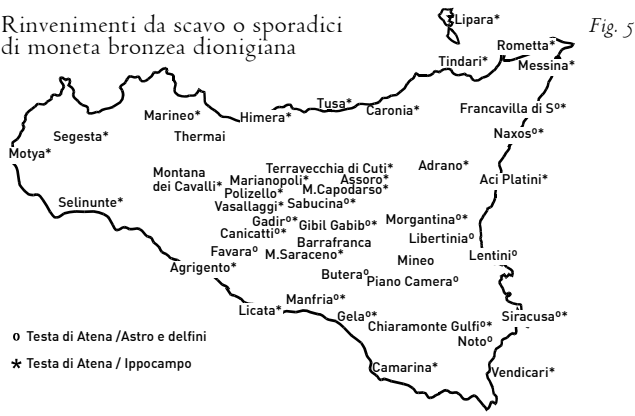 Rinvenimenti da scavo o sporadici
di moneta bronzea dionigiana
Fig. 5
Lipara*
Rometta*
Tindari*
Messina*
Tusa*
Caronia*
Francavilla di S°*
Marineo*
Himera*
Segesta*
Thermai
Naxos°*
Motya*
Terravecchia di Cuti*
Adrano*
Montana
dei Cavalli*
Marianopoli*
Assoro*
Aci Platini*
Polizello*
M.Capodarso*
Selinunte*
Vasallaggi*
Sabucina°*
Gadir°*
Gibil Gabib°*
Morgantina°*
Canicatti°*
Barrafranca
Libertinia°
Favara°
M.Saraceno*
Mineo
Lentini°
Agrigento*
Butera°
Piano Camera°
Manfria°*
Licata*
Gela°*
Siracusa°*
Chiaramonte Gulfi°*
Noto°
° Testa di Atena /Astro e delfini
* Testa di Atena / Ippocampo
Camarina*
Vendicari*